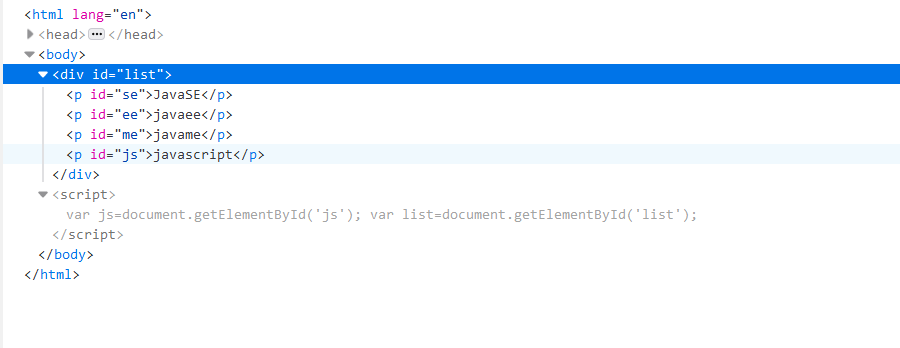 <html lang="en">
<head>•••</head>
<body>
<div id="list">
<p id="se">JavaSE</p>
<p id="ee">javaee</p>
<p id="me">javame</p>
<p id="js">javascript</p>
</div>
<script>
var js=document.getElementById('js'); var list=document.getElementById('list');
</script>
</body>
</html>